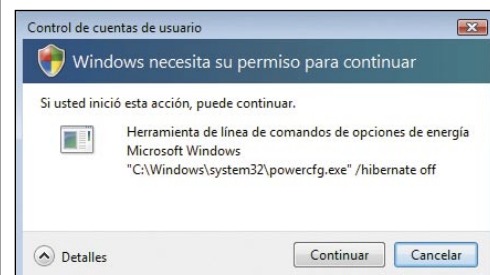 Control de cuentas de usuario
Windows necesita su permiso para continuar
Si usted inició esta acción, puede continuar.
Herramienta de línea de comandos de opciones de energía
Microsoft Windows
"C:\Windows\system32\powercfg.exe" /hibernate off
Detalles
Continuar
Cancelar